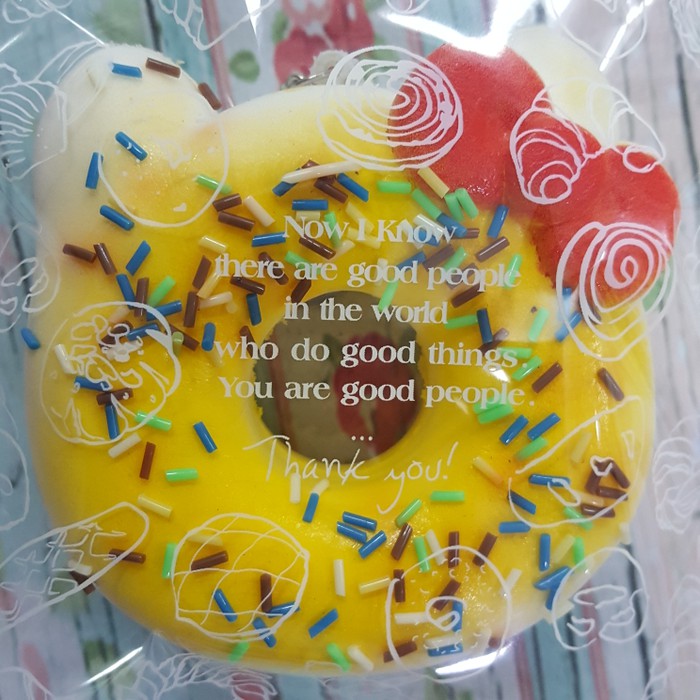 Now I Know
there are good people
in the world
who do good things.
You are good people.
...
Thank you!